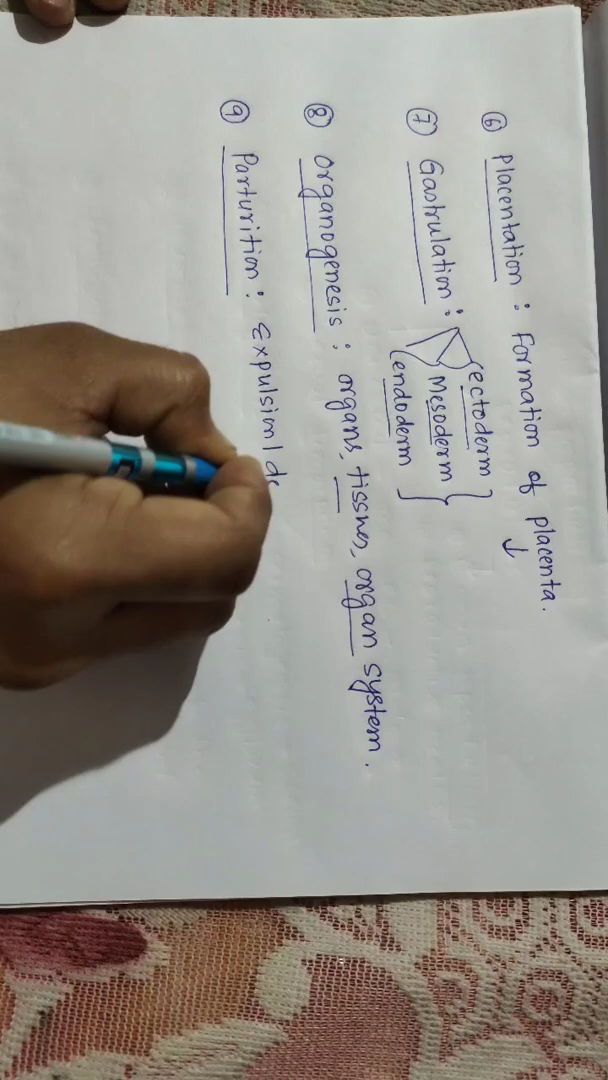 ⑥ Placentation : Formation of placenta.
↓
⑦ Gastrulation : ectoderm
Mesoderm
endoderm
⑧ Organogenesis : organs, tissues, organ system.
⑨ Parturition : Expulsion | de